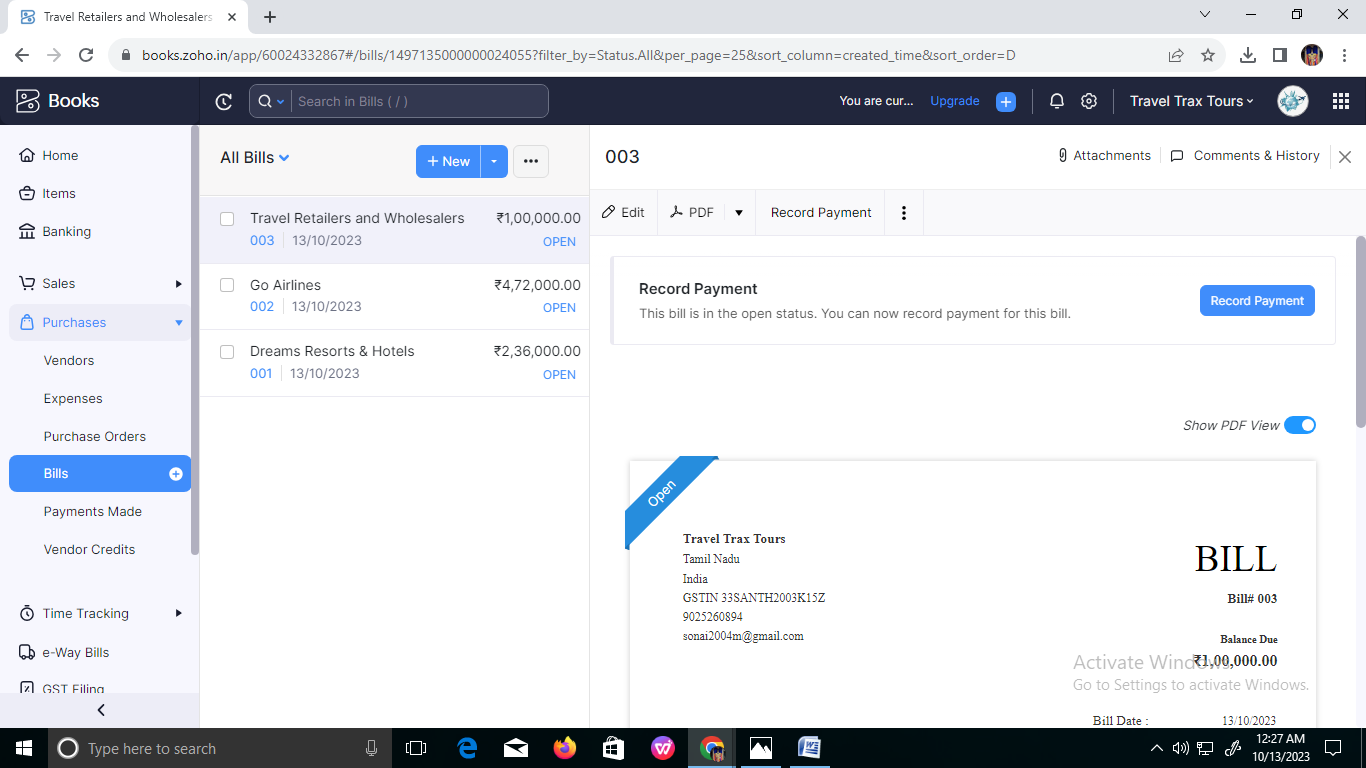 Travel Retailers and Wholesalers
books.zoho.in/app/60024332867#/bills/1497135000000024055?filter_by=Status.All&per_page=25&sort_column=created_time&sort_order=D
Books
Search in Bills ( / )
You are cur...
Upgrade
Travel Trax Tours
Home
Items
Banking
Sales
Purchases
Vendors
Expenses
Purchase Orders
Bills
Payments Made
Vendor Credits
Time Tracking
e-Way Bills
GST Filing
All Bills
+ New
Travel Retailers and Wholesalers ₹1,00,000.00
003 13/10/2023 OPEN
Go Airlines ₹4,72,000.00
002 13/10/2023 OPEN
Dreams Resorts & Hotels ₹2,36,000.00
001 13/10/2023 OPEN
003
Attachments
Comments & History
Edit
PDF
Record Payment
Record Payment
This bill is in the open status. You can now record payment for this bill.
Record Payment
Show PDF View
Open
Travel Trax Tours
Tamil Nadu
India
GSTIN 33SANTH2003K15Z
9025260894
sonai2004m@gmail.com
BILL
Bill# 003
Balance Due
₹1,00,000.00
Bill Date : 13/10/2023
Activate Windows
Go to Settings to activate Windows.
Type here to search
12:27 AM
10/13/2023